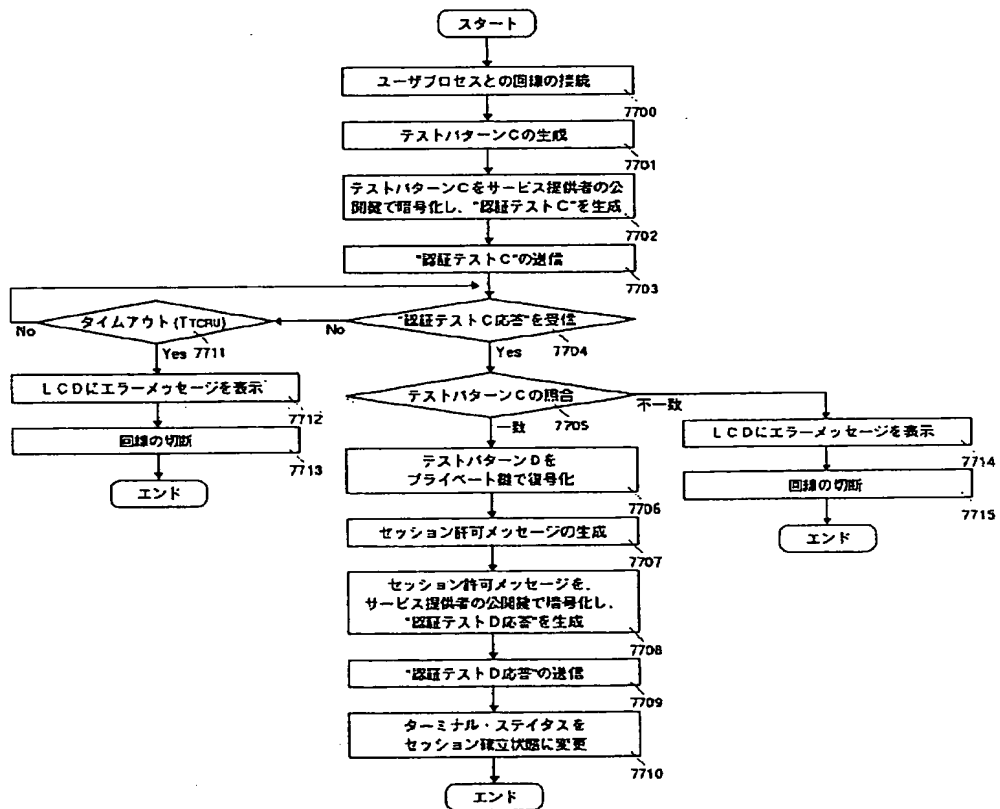 スタート
ユーザプロセスとの回線の接続
7700
テストパターンCの生成
7701
テストパターンCをサービス提供者の公
開鍵で暗号化し、"認証テストC"を生成
7702
"認証テストC"の送信
7703
"認証テストC応答"を受信
7704
No
Yes
タイムアウト(TTCRU)
7711
No
Yes
LCDにエラーメッセージを表示
7712
回線の切断
7713
エンド
テストパターンCの照合
7705
不一致
一致
LCDにエラーメッセージを表示
7714
回線の切断
7715
エンド
テストパターンDを
プライベート鍵で復号化
7706
セッション許可メッセージの生成
7707
セッション許可メッセージを、
サービス提供者の公開鍵で暗号化し、
"認証テストD応答"を生成
7708
"認証テストD応答"の送信
7709
ターミナル・ステイタスを
セッション確立状態に変更
7710
エンド